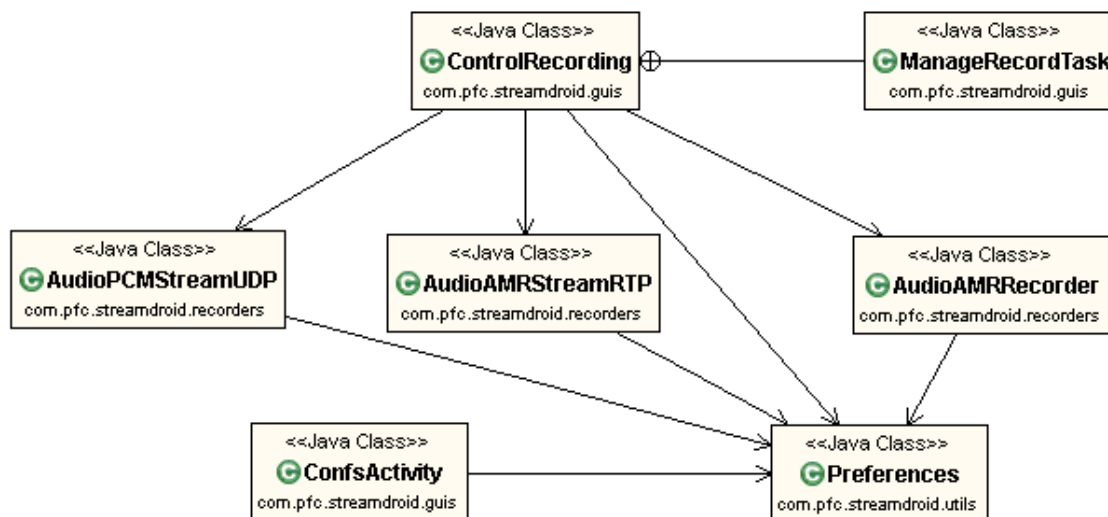 <<Java Class>>
ControlRecording
com.pfc.streamdroid.guis
<<Java Class>>
ManageRecordTask
com.pfc.streamdroid.guis
<<Java Class>>
AudioPCMStreamUDP
com.pfc.streamdroid.recorders
<<Java Class>>
AudioAMRStreamRTP
com.pfc.streamdroid.recorders
<<Java Class>>
AudioAMRRecorder
com.pfc.streamdroid.recorders
<<Java Class>>
ConfsActivity
com.pfc.streamdroid.guis
<<Java Class>>
Preferences
com.pfc.streamdroid.utils